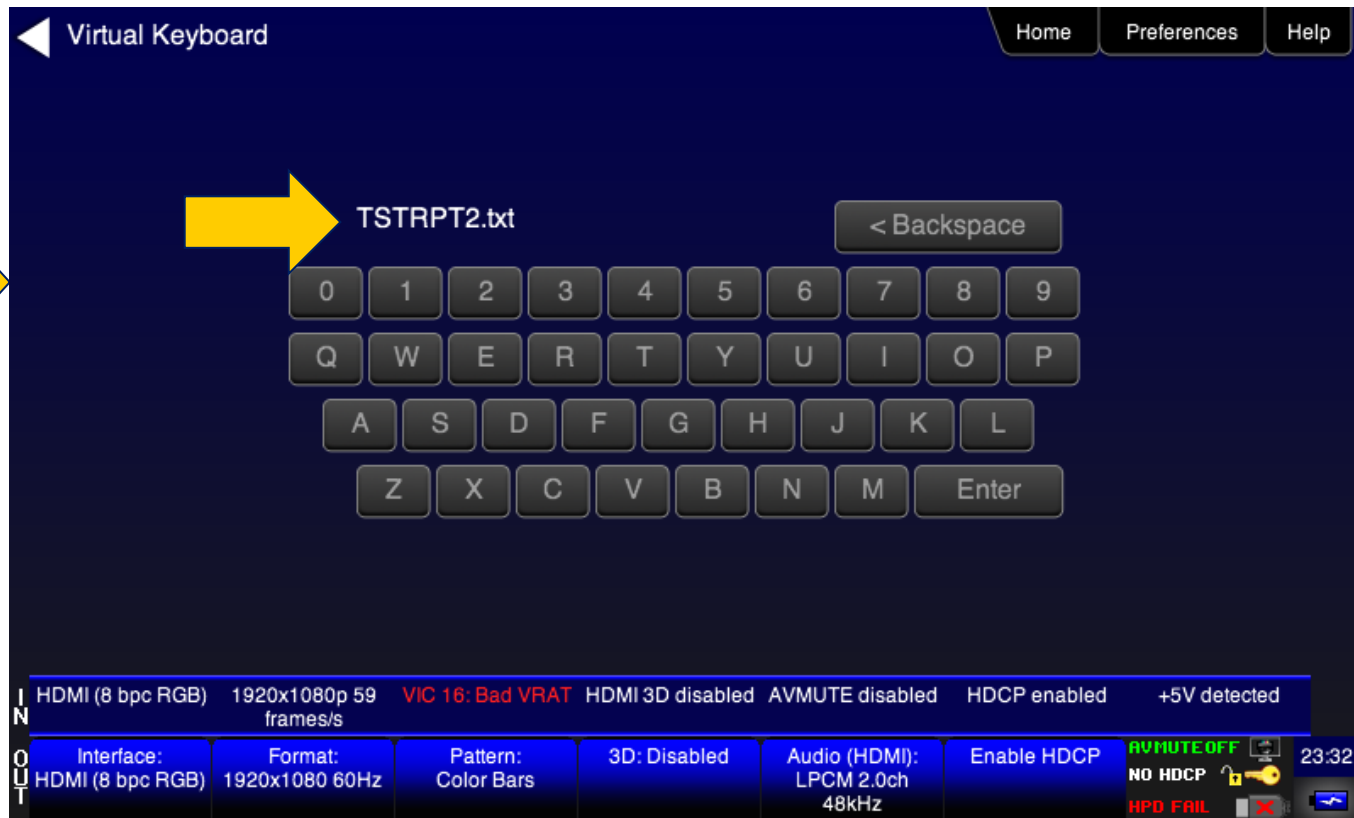 Virtual Keyboard
Home
Preferences
Help
TSTRPT2.txt
< Backspace
0 1 2 3 4 5 6 7 8 9
Q W E R T Y U I O P
A S D F G H J K L
Z X C V B N M Enter
IN
HDMI (8 bpc RGB)
1920x1080p 59
frames/s
VIC 16: Bad VRAT
HDMI 3D disabled
AVMUTE disabled
HDCP enabled
+5V detected
OUT
Interface:
HDMI (8 bpc RGB)
Format:
1920x1080 60Hz
Pattern:
Color Bars
3D: Disabled
Audio (HDMI):
LPCM 2.0ch
48kHz
Enable HDCP
AVMUTEOFF
NO HDCP
HPD FAIL
23:32